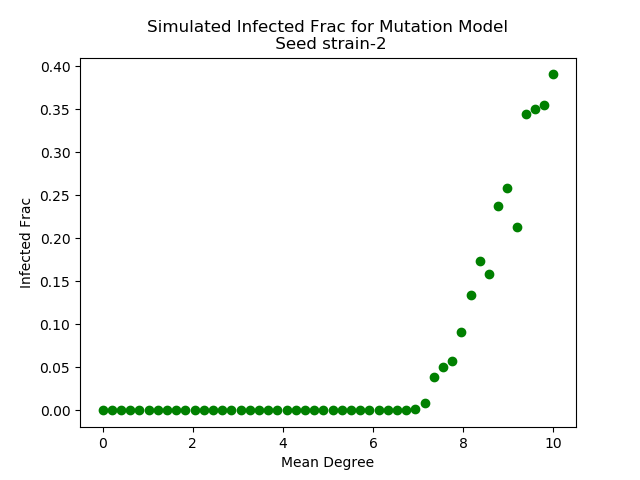 Simulated Infected Frac for Mutation Model
Seed strain-2
0.40
0.35
0.30
0.25
0.20
0.15
0.10
0.05
0.00
Infected Frac
0 2 4 6 8 10
Mean Degree